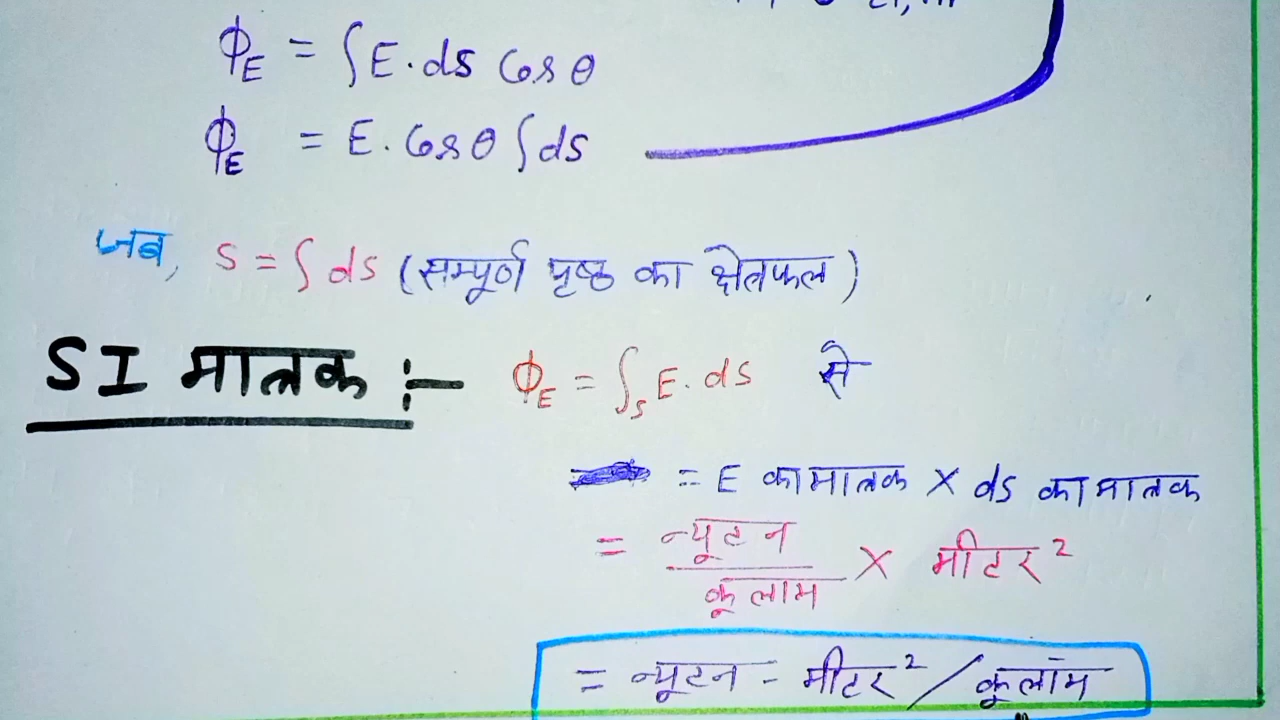 ϕE = ∫E.ds Cosθ
ϕE = E. Cosθ ∫ds
जब, S = ∫ ds (सम्पूर्ण पृष्ठ का क्षेत्रफल)
SI मात्रक :- ϕE = ∫s E. ds से
= E का मात्रक × ds का मात्रक
= न्यूटन / कूलाम × मीटर²
= न्यूटन - मीटर² / कूलॉम